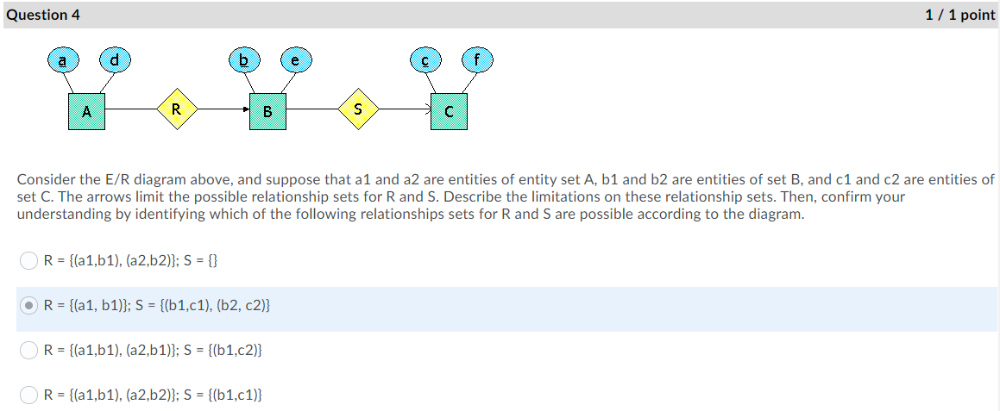 Question 4 1 / 1 point
a d b e c f
A R B S C
Consider the E/R diagram above, and suppose that a1 and a2 are entities of entity set A, b1 and b2 are entities of set B, and c1 and c2 are entities of
set C. The arrows limit the possible relationship sets for R and S. Describe the limitations on these relationship sets. Then, confirm your
understanding by identifying which of the following relationships sets for R and S are possible according to the diagram.
R = {(a1,b1), (a2,b2)}; S = {}
R = {(a1, b1)}; S = {(b1,c1), (b2, c2)}
R = {(a1,b1), (a2,b1)}; S = {(b1,c2)}
R = {(a1,b1), (a2,b2)}; S = {(b1,c1)}